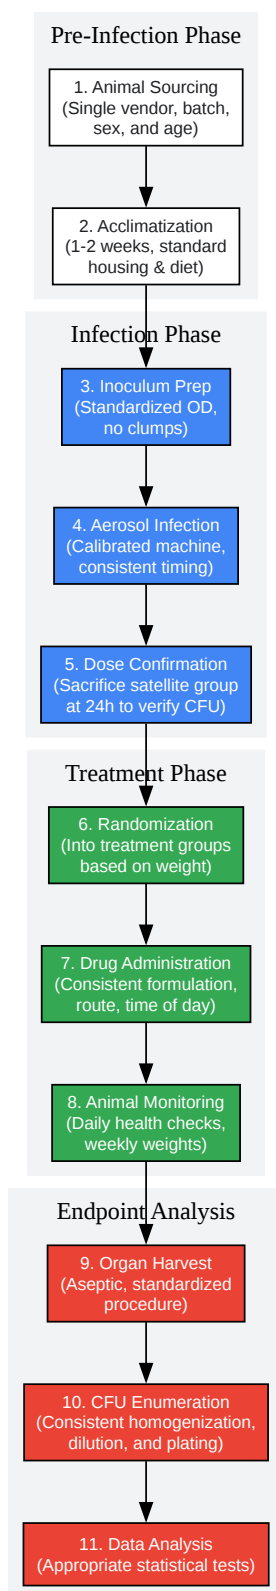 Pre-Infection Phase
1. Animal Sourcing
(Single vendor, batch,
sex, and age)
2. Acclimatization
(1-2 weeks, standard
housing & diet)
Infection Phase
3. Inoculum Prep
(Standardized OD,
no clumps)
4. Aerosol Infection
(Calibrated machine,
consistent timing)
5. Dose Confirmation
(Sacrifice satellite group
at 24h to verify CFU)
Treatment Phase
6. Randomization
(Into treatment groups
based on weight)
7. Drug Administration
(Consistent formulation,
route, time of day)
8. Animal Monitoring
(Daily health checks,
weekly weights)
Endpoint Analysis
9. Organ Harvest
(Aseptic, standardized
procedure)
10. CFU Enumeration
(Consistent homogenization,
dilution, and plating)
11. Data Analysis
(Appropriate statistical tests)